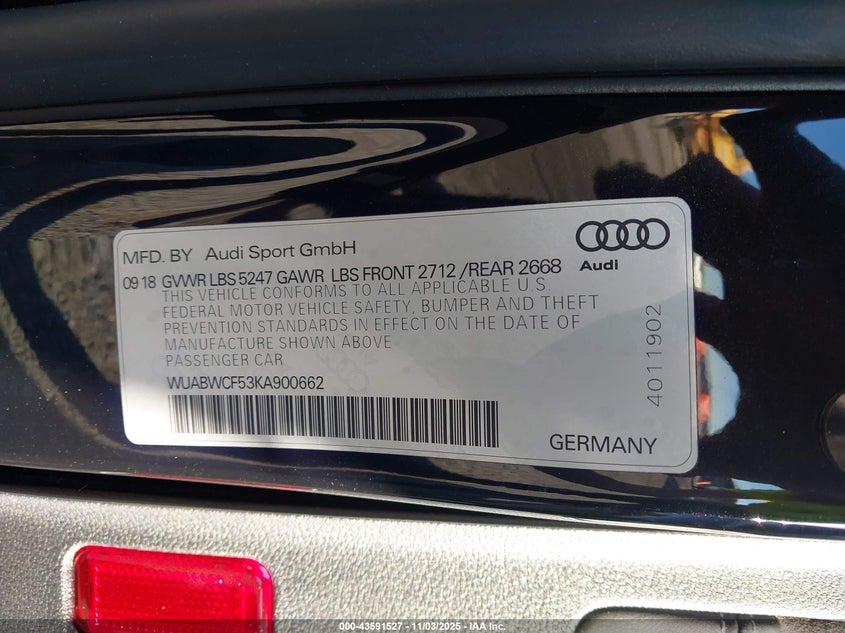 MFD. BY Audi Sport GmbH
Audi
09 18 GVWR LBS 5247 GAWR LBS FRONT 2712 /REAR 2668
THIS VEHICLE CONFORMS TO ALL APPLICABLE U.S.
FEDERAL MOTOR VEHICLE SAFETY, BUMPER AND THEFT
PREVENTION STANDARDS IN EFFECT ON THE DATE OF
MANUFACTURE SHOWN ABOVE
PASSENGER CAR
WUABWCF53KA900662
4011902
GERMANY
000-43591527 - 11/03/2025 - IAA Inc.